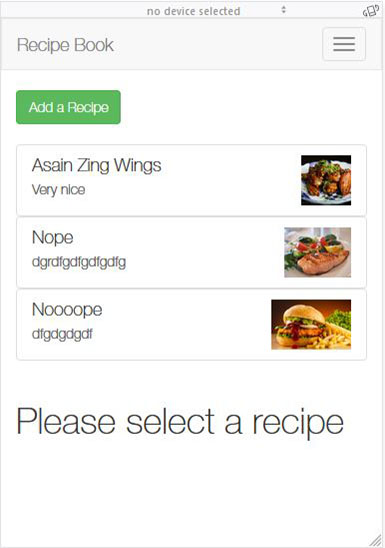 no device selected
Recipe Book
Add a Recipe
Asain Zing Wings
Very nice
Nope
dgrdfgdfgdfgdfg
Noooope
dfgdgdgdf
Please select a recipe